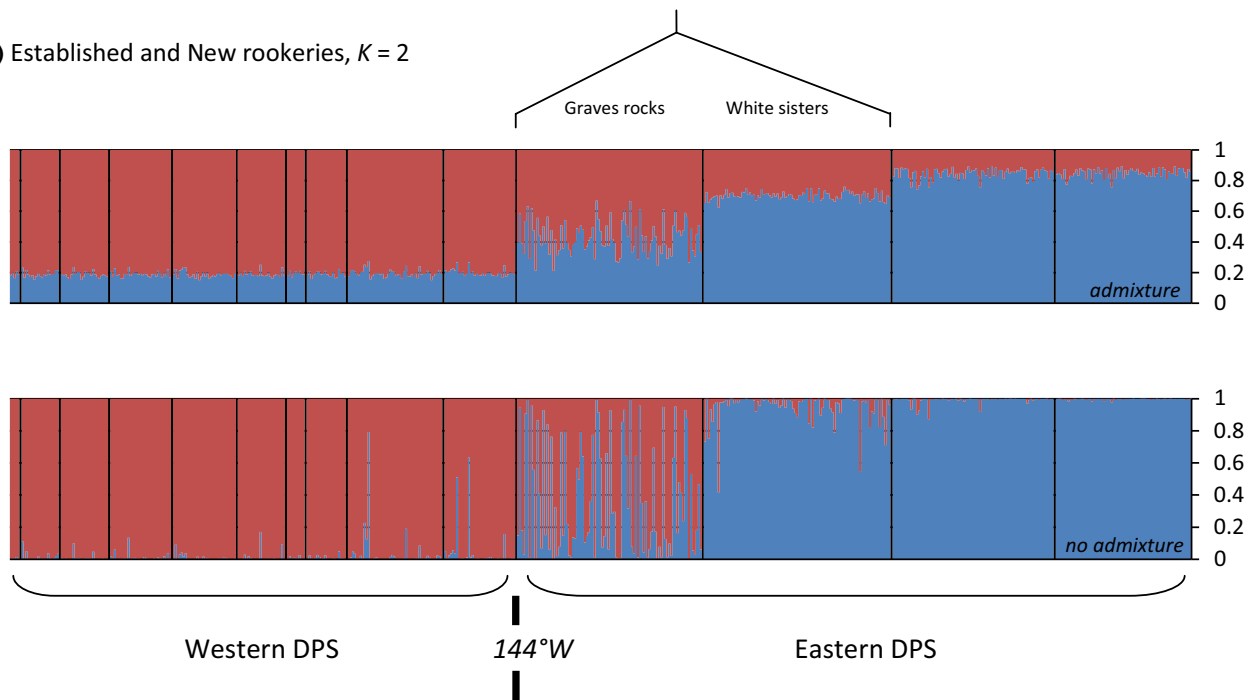 ) Established and New rookeries, K = 2
Graves rocks White sisters
1
0.8
0.6
0.4
0.2
admixture
0
1
0.8
0.6
0.4
0.2
no admixture
0
Western DPS 144°W Eastern DPS